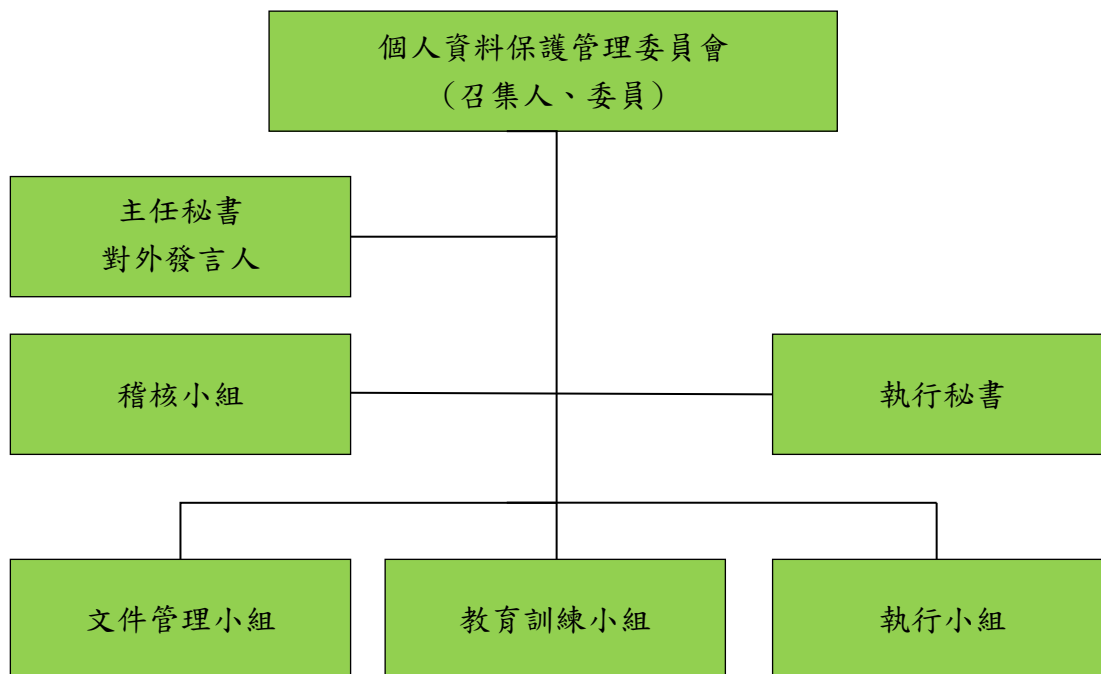 個人資料保護管理委員會
（召集人、委員）
主任秘書
對外發言人
稽核小組
執行秘書
文件管理小組
教育訓練小組
執行小組